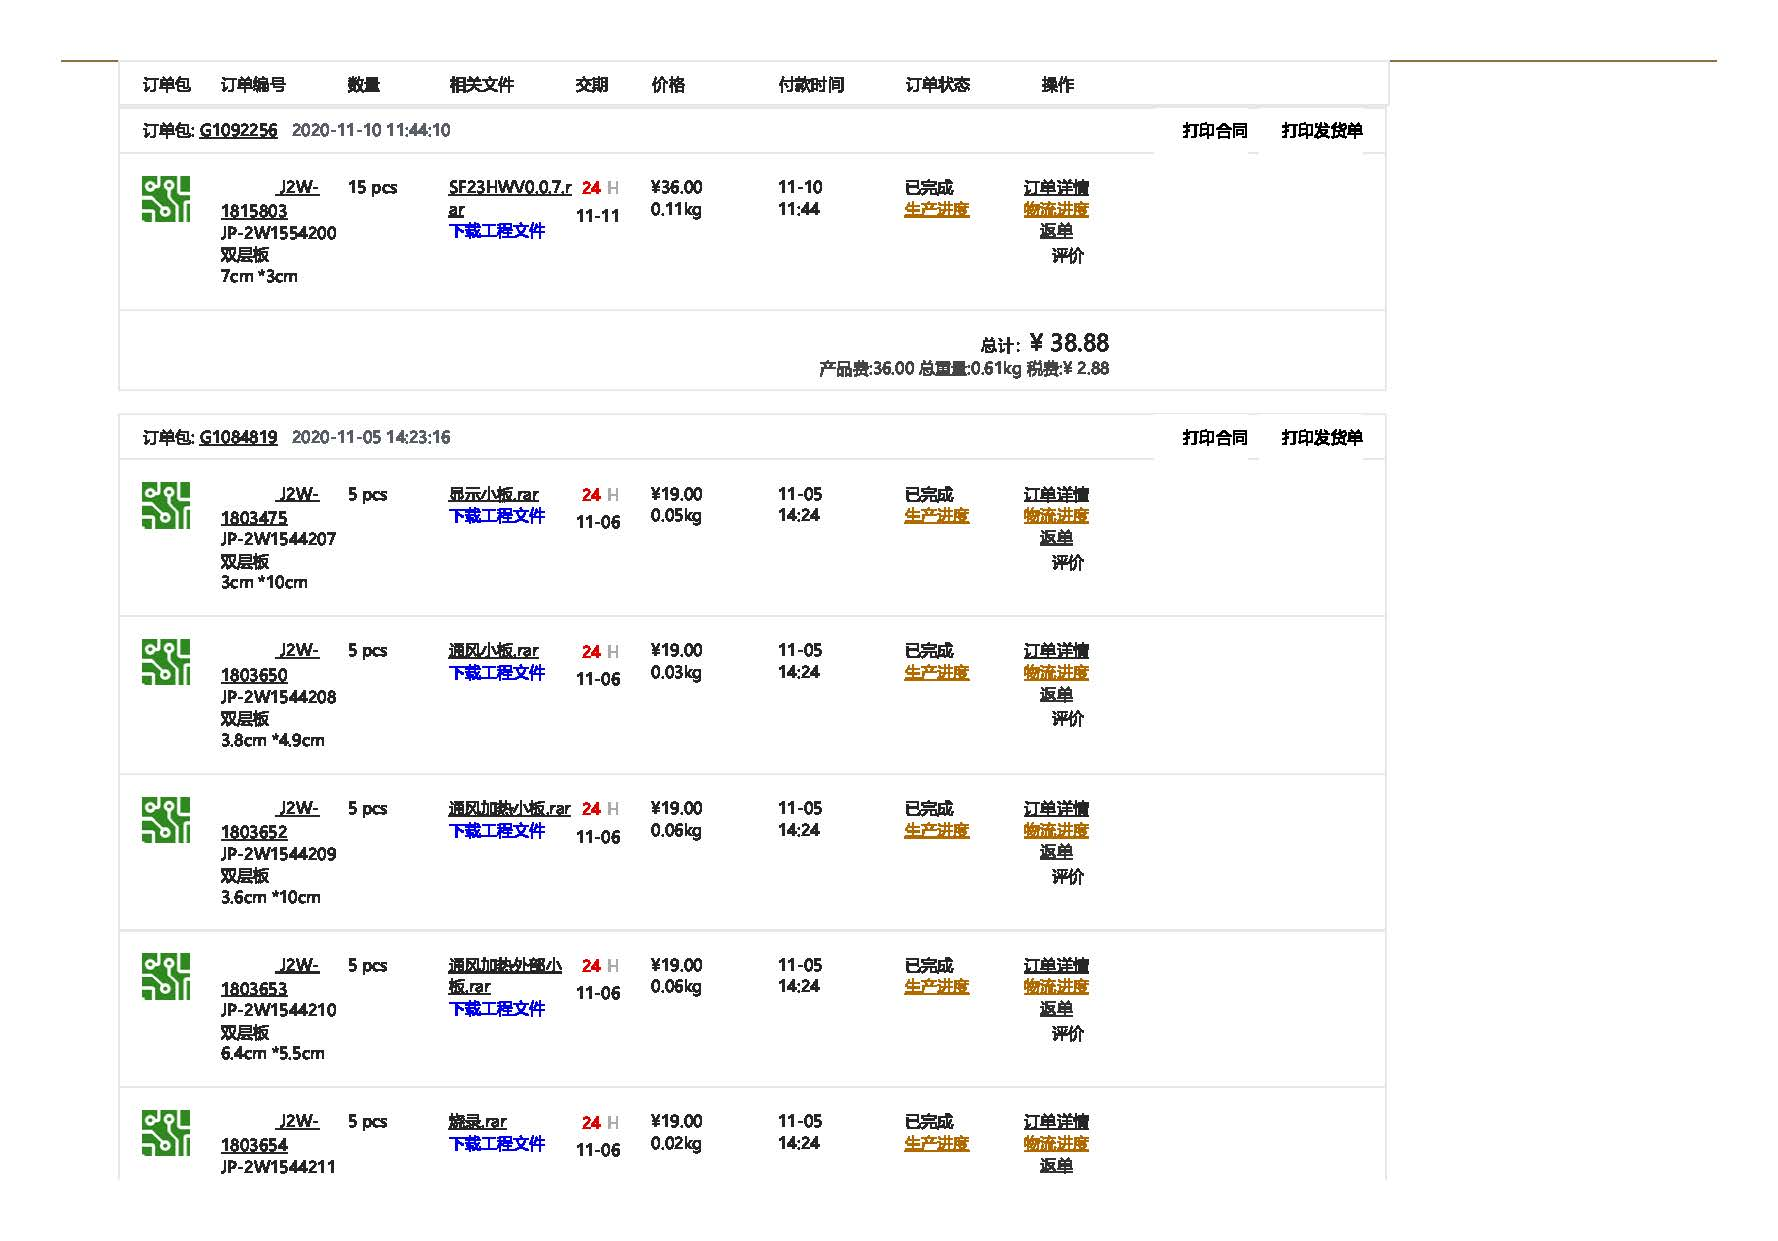 订单包 订单编号 数量 相关文件 交期 价格 付款时间 订单状态 操作
订单包: G1092256 2020-11-10 11:44:10 打印合同 打印发货单
J2W- 15 pcs SF23HWV0.0.7.r 24 H ¥36.00 11-10 已完成 订单详情
1815803 ar 11-11 0.11kg 11:44 生产进度 物流进度
JP-2W1554200 下载工程文件 返单
双层板 评价
7cm *3cm
总计: ¥ 38.88
产品费:36.00 总重量:0.61kg 税费:¥ 2.88
订单包: G1084819 2020-11-05 14:23:16 打印合同 打印发货单
J2W- 5 pcs 显示小板.rar 24 H ¥19.00 11-05 已完成 订单详情
1803475 下载工程文件 11-06 0.05kg 14:24 生产进度 物流进度
JP-2W1544207 返单
双层板 评价
3cm *10cm
J2W- 5 pcs 通风小板.rar 24 H ¥19.00 11-05 已完成 订单详情
1803650 下载工程文件 11-06 0.03kg 14:24 生产进度 物流进度
JP-2W1544208 返单
双层板 评价
3.8cm *4.9cm
J2W- 5 pcs 通风加热小板.rar 24 H ¥19.00 11-05 已完成 订单详情
1803652 下载工程文件 11-06 0.06kg 14:24 生产进度 物流进度
JP-2W1544209 返单
双层板 评价
3.6cm *10cm
J2W- 5 pcs 通风加热外部小 24 H ¥19.00 11-05 已完成 订单详情
1803653 板.rar 11-06 0.06kg 14:24 生产进度 物流进度
JP-2W1544210 下载工程文件 返单
双层板 评价
6.4cm *5.5cm
J2W- 5 pcs 烧录.rar 24 H ¥19.00 11-05 已完成 订单详情
1803654 下载工程文件 11-06 0.02kg 14:24 生产进度 物流进度
JP-2W1544211 返单